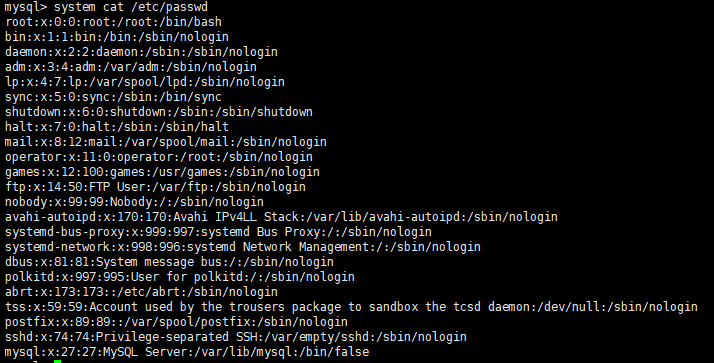 mysql> system cat /etc/passwd
root:x:0:0:root:/root:/bin/bash
bin:x:1:1:bin:/bin:/sbin/nologin
daemon:x:2:2:daemon:/sbin:/sbin/nologin
adm:x:3:4:adm:/var/adm:/sbin/nologin
lp:x:4:7:lp:/var/spool/lpd:/sbin/nologin
sync:x:5:0:sync:/sbin:/bin/sync
shutdown:x:6:0:shutdown:/sbin:/sbin/shutdown
halt:x:7:0:halt:/sbin:/sbin/halt
mail:x:8:12:mail:/var/spool/mail:/sbin/nologin
operator:x:11:0:operator:/root:/sbin/nologin
games:x:12:100:games:/usr/games:/sbin/nologin
ftp:x:14:50:FTP User:/var/ftp:/sbin/nologin
nobody:x:99:99:Nobody:/:/sbin/nologin
avahi-autoipd:x:170:170:Avahi IPv4LL Stack:/var/lib/avahi-autoipd:/sbin/nologin
systemd-bus-proxy:x:999:997:systemd Bus Proxy:/:/sbin/nologin
systemd-network:x:998:996:systemd Network Management:/:/sbin/nologin
dbus:x:81:81:System message bus:/:/sbin/nologin
polkitd:x:997:995:User for polkitd:/:/sbin/nologin
abrt:x:173:173::/etc/abrt:/sbin/nologin
tss:x:59:59:Account used by the trousers package to sandbox the tcsd daemon:/dev/null:/sbin/nologin
postfix:x:89:89::/var/spool/postfix:/sbin/nologin
sshd:x:74:74:Privilege-separated SSH:/var/empty/sshd:/sbin/nologin
mysql:x:27:27:MySQL Server:/var/lib/mysql:/bin/false